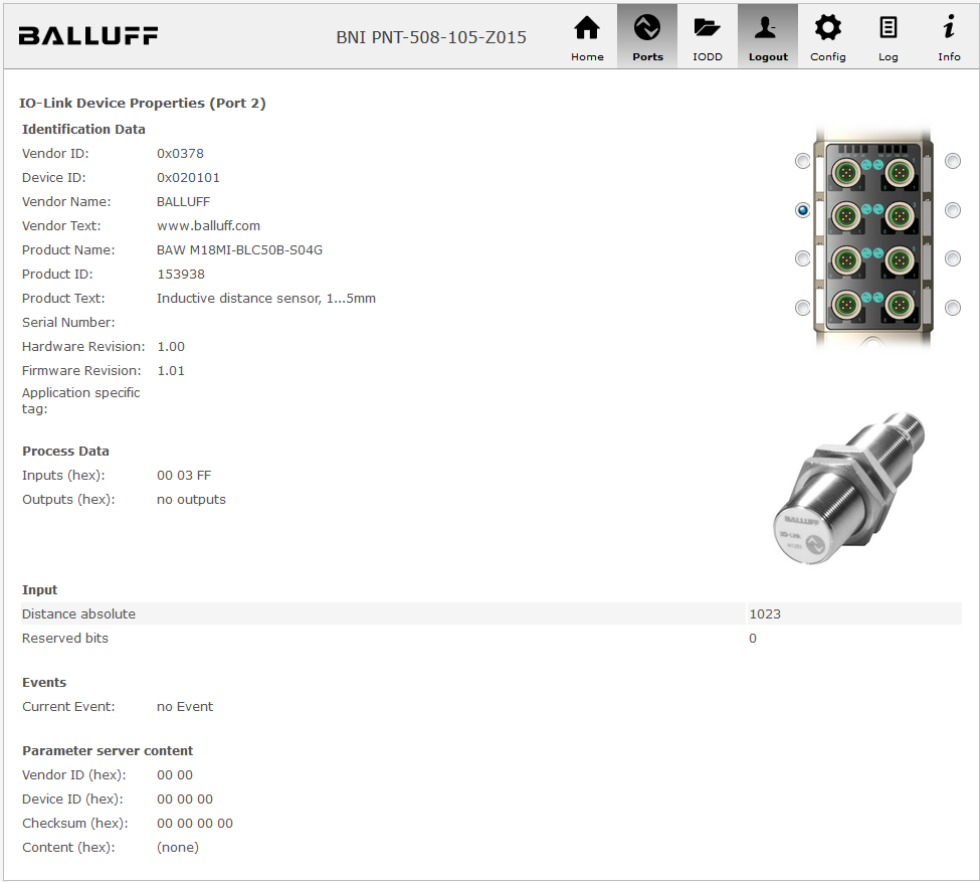 BALLUFF
BNI PNT-508-105-Z015
Home
Ports
IODD
Logout
Config
Log
Info
IO-Link Device Properties (Port 2)
Identification Data
Vendor ID: 0x0378
Device ID: 0x020101
Vendor Name: BALLUFF
Vendor Text: www.balluff.com
Product Name: BAW M18MI-BLC50B-S04G
Product ID: 153938
Product Text: Inductive distance sensor, 1...5mm
Serial Number:
Hardware Revision: 1.00
Firmware Revision: 1.01
Application specific
tag:
Process Data
Inputs (hex): 00 03 FF
Outputs (hex): no outputs
BALLUFF
IO-Link
Input
Distance absolute 1023
Reserved bits 0
Events
Current Event: no Event
Parameter server content
Vendor ID (hex): 00 00
Device ID (hex): 00 00 00
Checksum (hex): 00 00 00 00
Content (hex): (none)